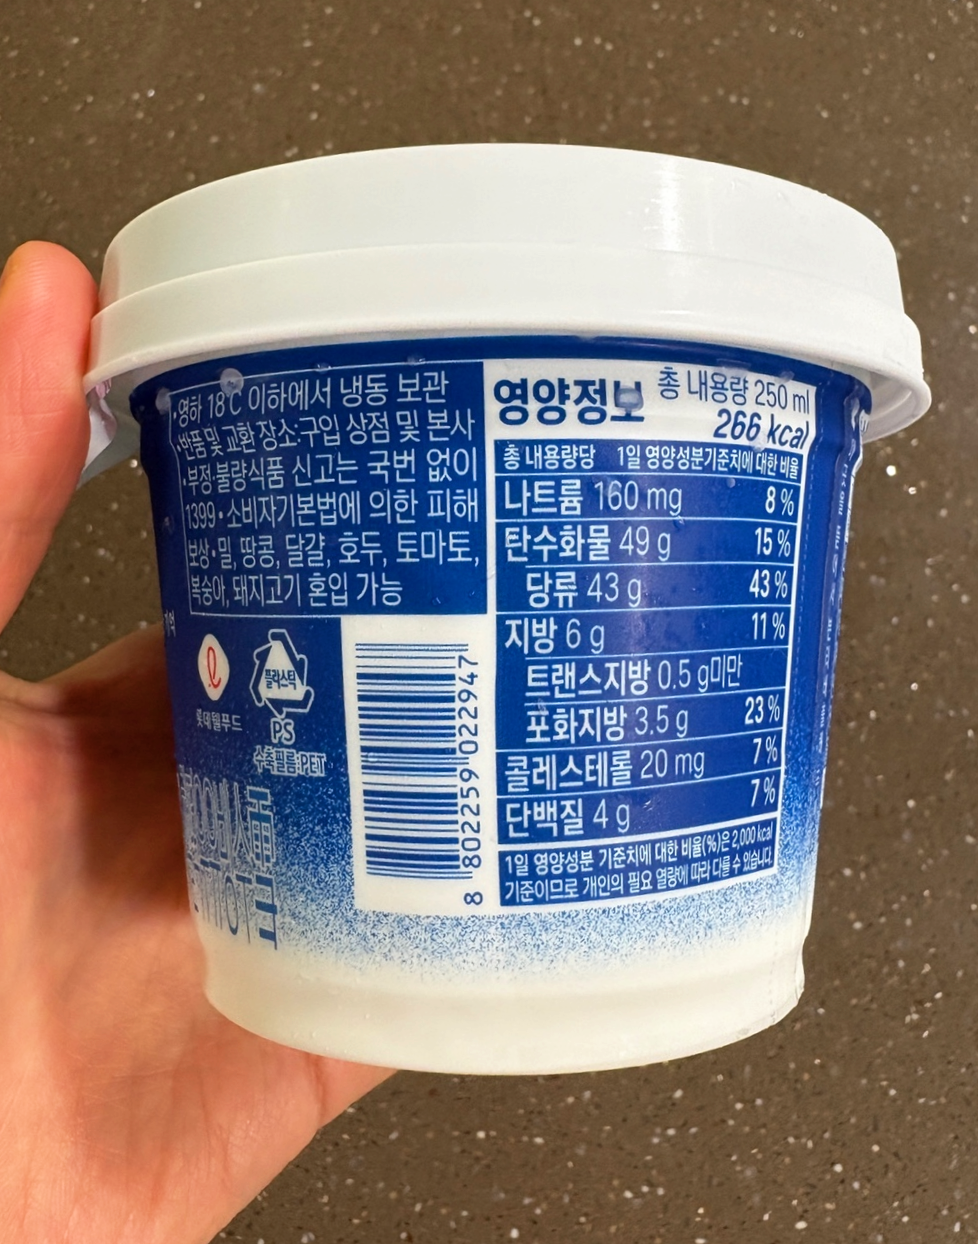 ·영하 18℃ 이하에서 냉동 보관
·반품 및 교환 장소:구입 상점 및 본사
·부정·불량식품 신고는 국번 없이
1399·소비자기본법에 의한 피해
보상·밀, 땅콩, 달걀, 호두, 토마토,
복숭아, 돼지고기 혼입 가능
롯데웰푸드
플라스틱
PS
수축필름:PET
8 802259 022947
영양정보
총 내용량 250 ml
266 kcal
총 내용량당 1일 영양성분기준치에 대한 비율
나트륨 160 mg 8 %
탄수화물 49 g 15 %
당류 43 g 43 %
지방 6 g 11 %
트랜스지방 0.5 g미만
포화지방 3.5 g 23 %
콜레스테롤 20 mg 7 %
단백질 4 g 7 %
1일 영양성분 기준치에 대한 비율(%)은 2,000 kcal
기준이므로 개인의 필요 열량에 따라 다를 수 있습니다.